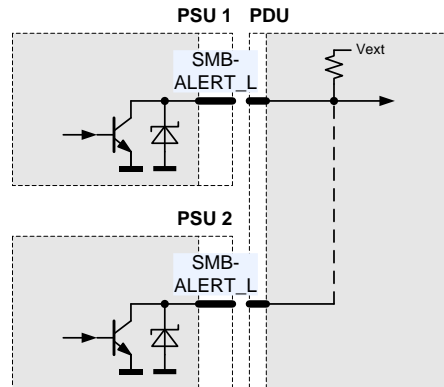 PSU 1 PDU
Vext
SMB-
ALERT_L
PSU 2
SMB-
ALERT_L